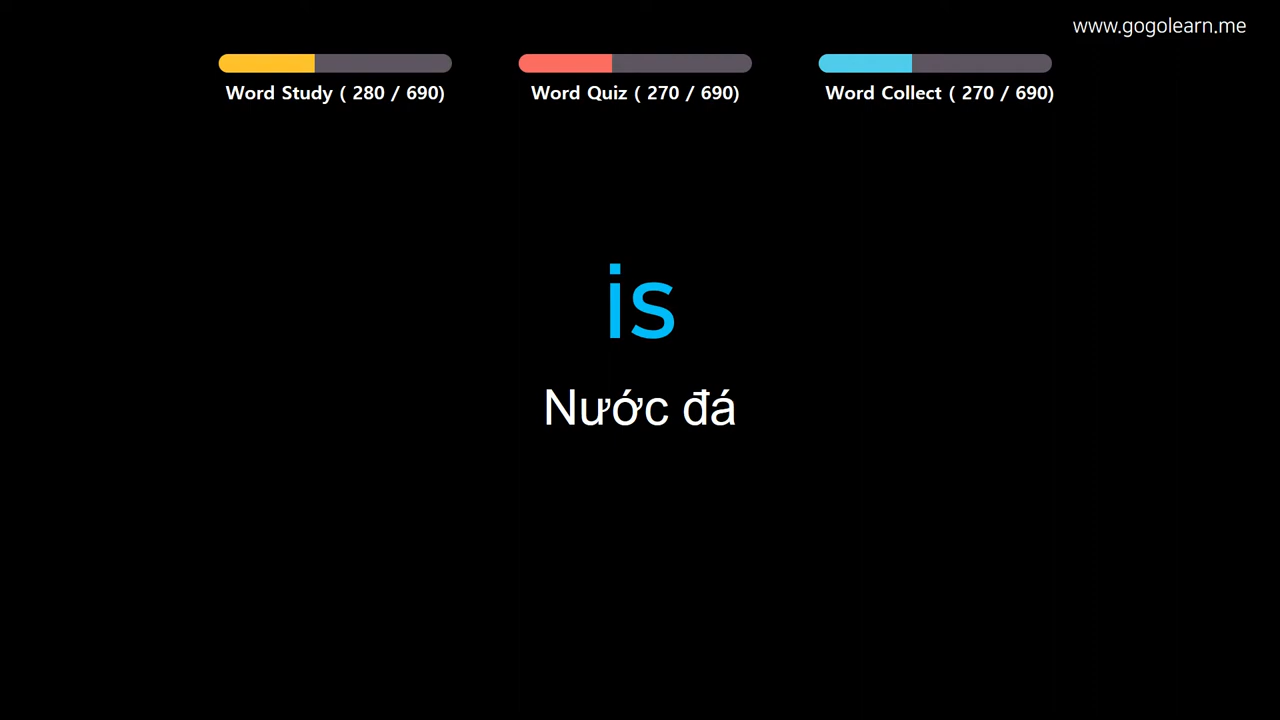 www.gogolearn.me
Word Study ( 280 / 690)
Word Quiz ( 270 / 690)
Word Collect ( 270 / 690)
is
Nước đá